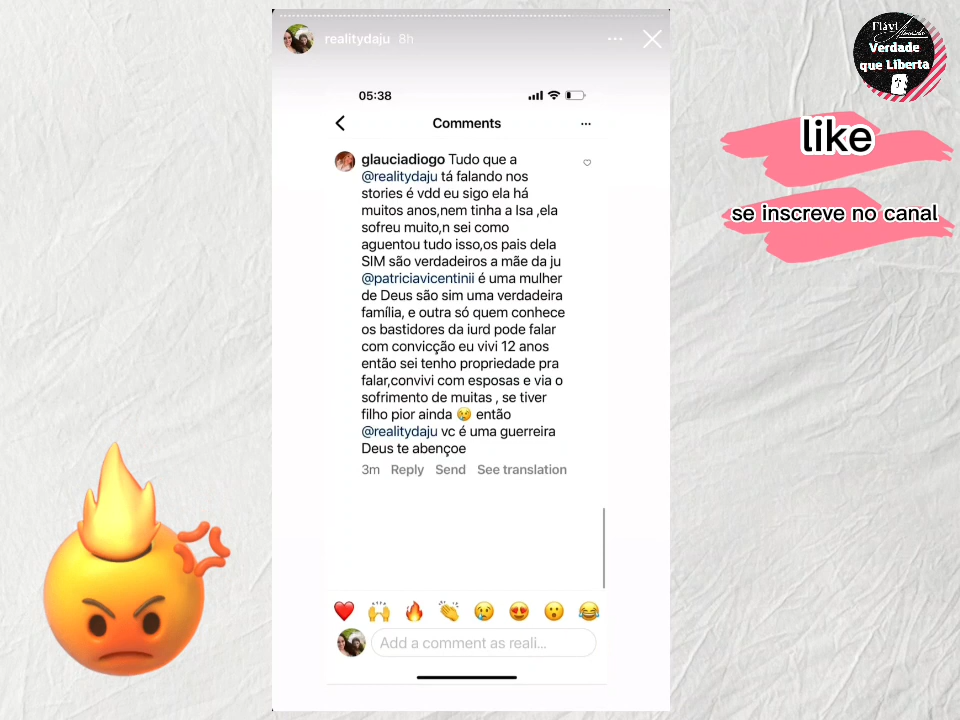 realitydaju 8h
05:38
Comments
glauciadiogo Tudo que a
@realitydaju tá falando nos
stories é vdd eu sigo ela há
muitos anos,nem tinha a Isa ,ela
sofreu muito,n sei como
aguentou tudo isso,os pais dela
SIM são verdadeiros a mãe da ju
@patriciavicentinii é uma mulher
de Deus são sim uma verdadeira
família, e outra só quem conhece
os bastidores da iurd pode falar
com convicção eu vivi 12 anos
então sei tenho propriedade pra
falar,convivi com esposas e via o
sofrimento de muitas , se tiver
filho pior ainda 😢 então
@realitydaju vc é uma guerreira
Deus te abençoe
3m Reply Send See translation
Add a comment as reali...
Verdade
que Liberta
like
se inscreve no canal